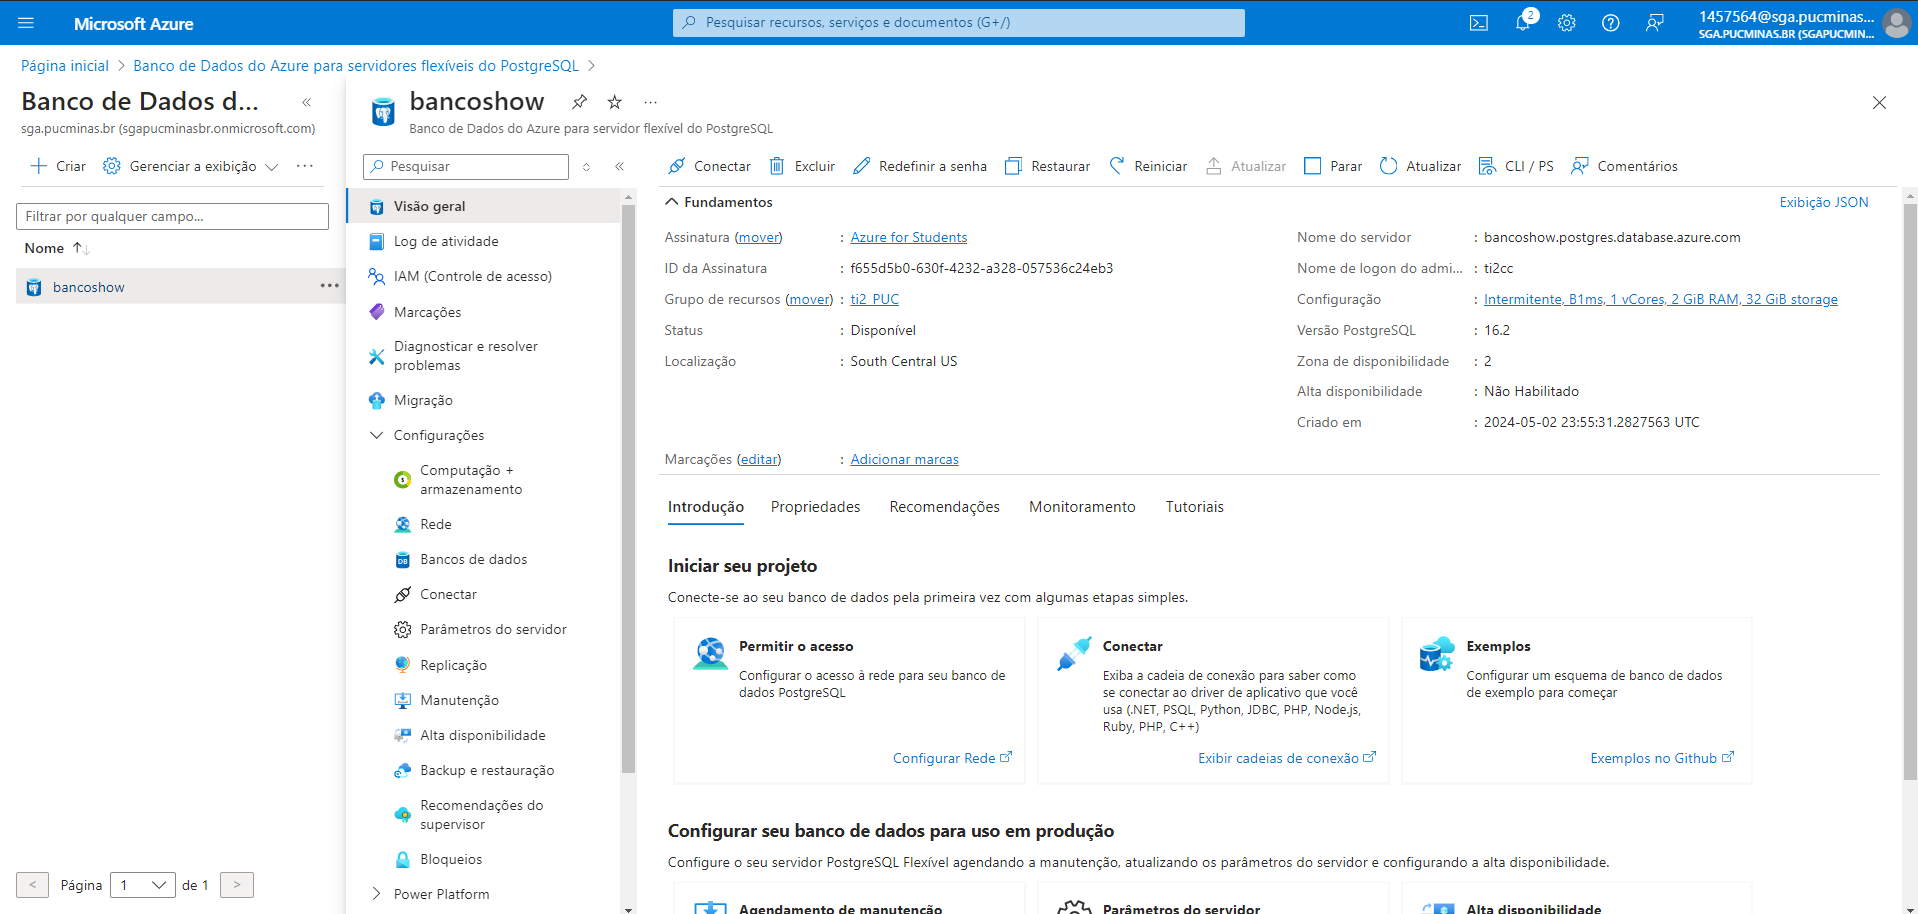 Microsoft Azure
Pesquisar recursos, serviços e documentos (G+/)
2
1457564@sga.pucminas...
SGA.PUCMINAS.BR (SGAPUCMIN...
Página inicial > Banco de Dados do Azure para servidores flexíveis do PostgreSQL >
Banco de Dados d...
sga.pucminas.br (sgapucminasbr.onmicrosoft.com)
Criar
Gerenciar a exibição
Filtrar por qualquer campo...
Nome
bancoshow
< Página 1 de 1 >
bancoshow
Banco de Dados do Azure para servidor flexível do PostgreSQL
Pesquisar
Visão geral
Log de atividade
IAM (Controle de acesso)
Marcações
Diagnosticar e resolver
problemas
Migração
Configurações
Computação +
armazenamento
Rede
Bancos de dados
Conectar
Parâmetros do servidor
Replicação
Manutenção
Alta disponibilidade
Backup e restauração
Recomendações do
supervisor
Bloqueios
Power Platform
Conectar Excluir Redefinir a senha Restaurar Reiniciar Atualizar Parar Atualizar CLI / PS Comentários
Fundamentos
Exibição JSON
Assinatura (mover) : Azure for Students
ID da Assinatura : f655d5b0-630f-4232-a328-057536c24eb3
Grupo de recursos (mover) : ti2_PUC
Status : Disponível
Localização : South Central US
Nome do servidor : bancoshow.postgres.database.azure.com
Nome de logon do admi... : ti2cc
Configuração : Intermitente, B1ms, 1 vCores, 2 GiB RAM, 32 GiB storage
Versão PostgreSQL : 16.2
Zona de disponibilidade : 2
Alta disponibilidade : Não Habilitado
Criado em : 2024-05-02 23:55:31.2827563 UTC
Marcações (editar) : Adicionar marcas
Introdução Propriedades Recomendações Monitoramento Tutoriais
Iniciar seu projeto
Conecte-se ao seu banco de dados pela primeira vez com algumas etapas simples.
Permitir o acesso
Configurar o acesso à rede para seu banco de
dados PostgreSQL
Configurar Rede
Conectar
Exiba a cadeia de conexão para saber como
se conectar ao driver de aplicativo que você
usa (.NET, PSQL, Python, JDBC, PHP, Node.js,
Ruby, PHP, C++)
Exibir cadeias de conexão
Exemplos
Configurar um esquema de banco de dados
de exemplo para começar
Exemplos no Github
Configurar seu banco de dados para uso em produção
Configure o seu servidor PostgreSQL Flexível agendando a manutenção, atualizando os parâmetros do servidor e configurando a alta disponibilidade.
Agendamento de manutenção
Parâmetros do servidor
Alta disponibilidade